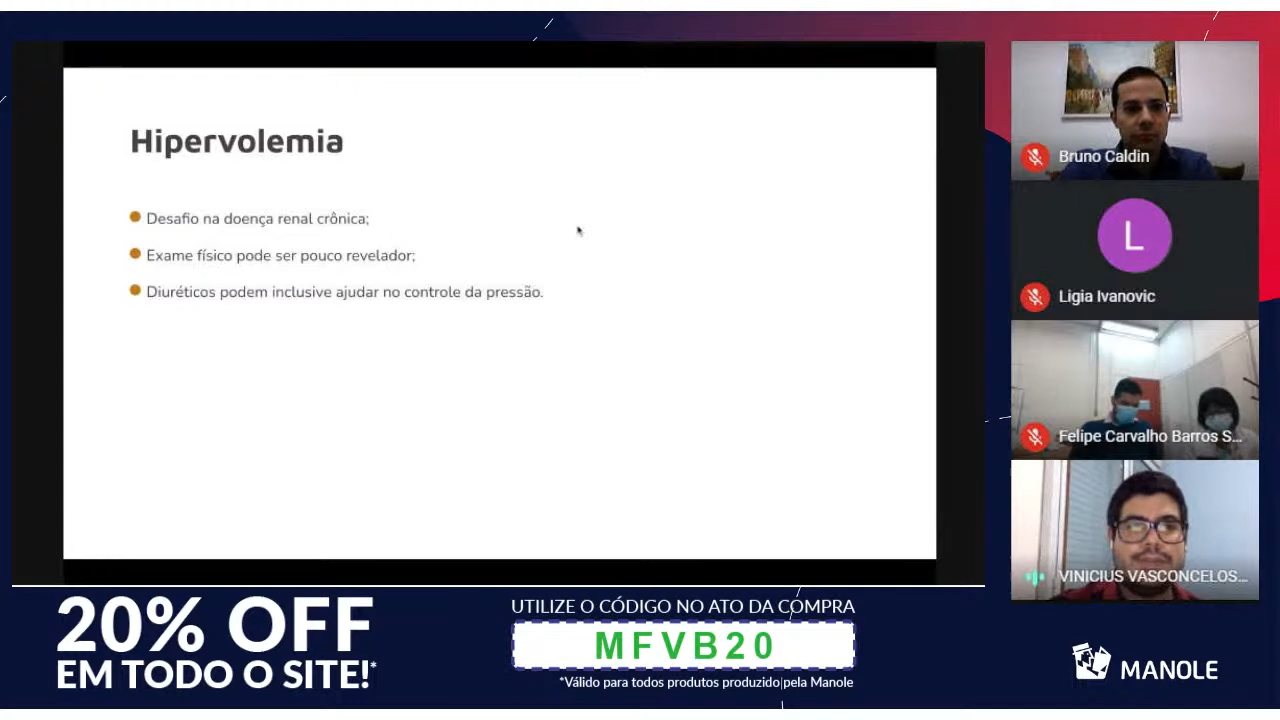 Hipervolemia
Desafio na doença renal crônica;
Exame físico pode ser pouco revelador;
Diuréticos podem inclusive ajudar no controle da pressão.
Bruno Caldin
L
Ligia Ivanovic
Felipe Carvalho Barros S...
VINICIUS VASCONCELOS...
20% OFF
EM TODO O SITE!*
UTILIZE O CÓDIGO NO ATO DA COMPRA
MFVB20
*Válido para todos produtos produzido pela Manole
MANOLE